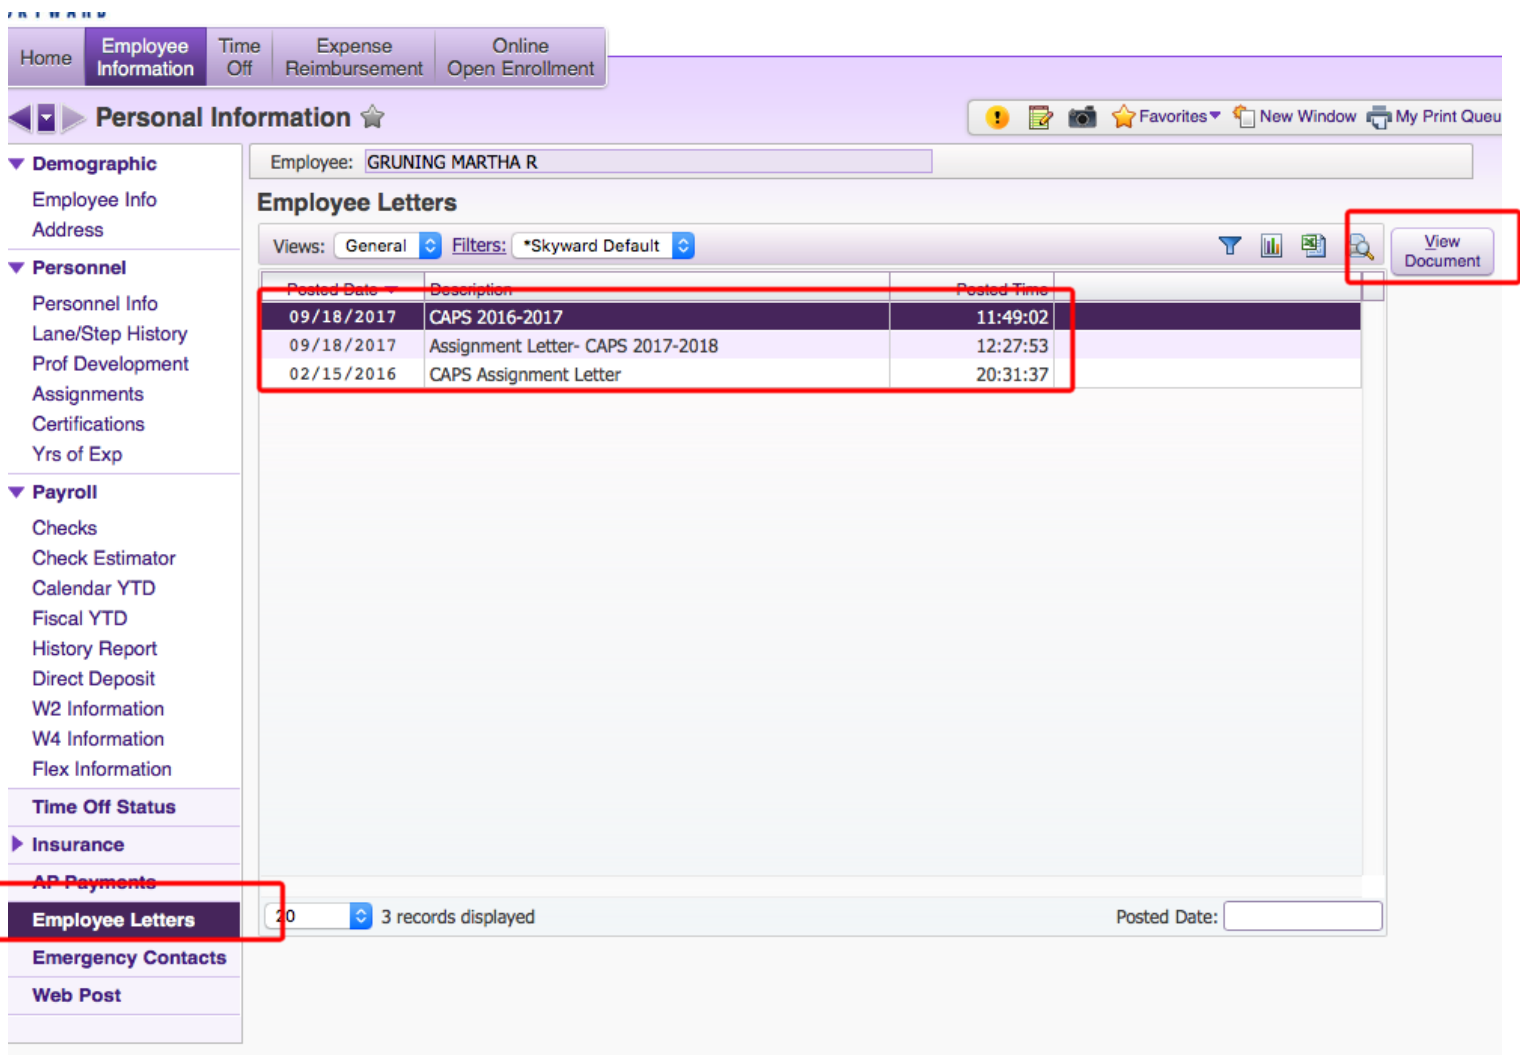 Home
Employee Information
Time Off
Expense Reimbursement
Online Open Enrollment
Personal Information
Favorites
New Window
My Print Queu
Demographic
Employee Info
Address
Personnel
Personnel Info
Lane/Step History
Prof Development
Assignments
Certifications
Yrs of Exp
Payroll
Checks
Check Estimator
Calendar YTD
Fiscal YTD
History Report
Direct Deposit
W2 Information
W4 Information
Flex Information
Time Off Status
Insurance
AP Payments
Employee Letters
Emergency Contacts
Web Post
Employee: GRUNING MARTHA R
Employee Letters
Views: General Filters: *Skyward Default
View Document
Posted Date Description Posted Time
09/18/2017 CAPS 2016-2017 11:49:02
09/18/2017 Assignment Letter- CAPS 2017-2018 12:27:53
02/15/2016 CAPS Assignment Letter 20:31:37
20 3 records displayed Posted Date: